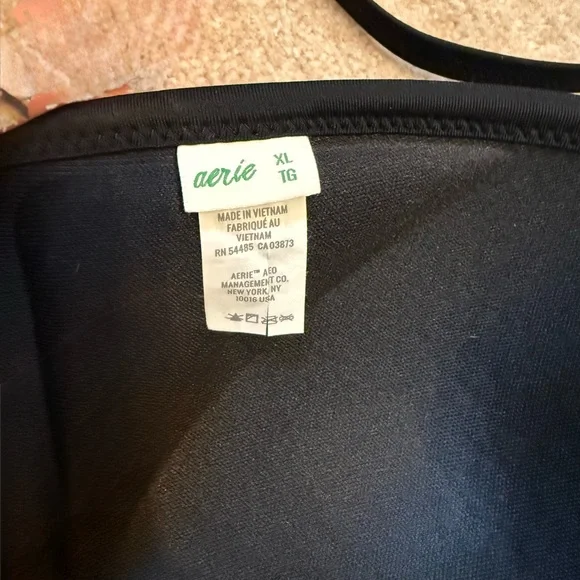 aerie XL
TG
MADE IN VIETNAM
FABRIQUÉ AU
VIETNAM
RN 54485 CA03873
AERIE™ AEO
MANAGEMENT CO.
NEW YORK, NY
10016 USA